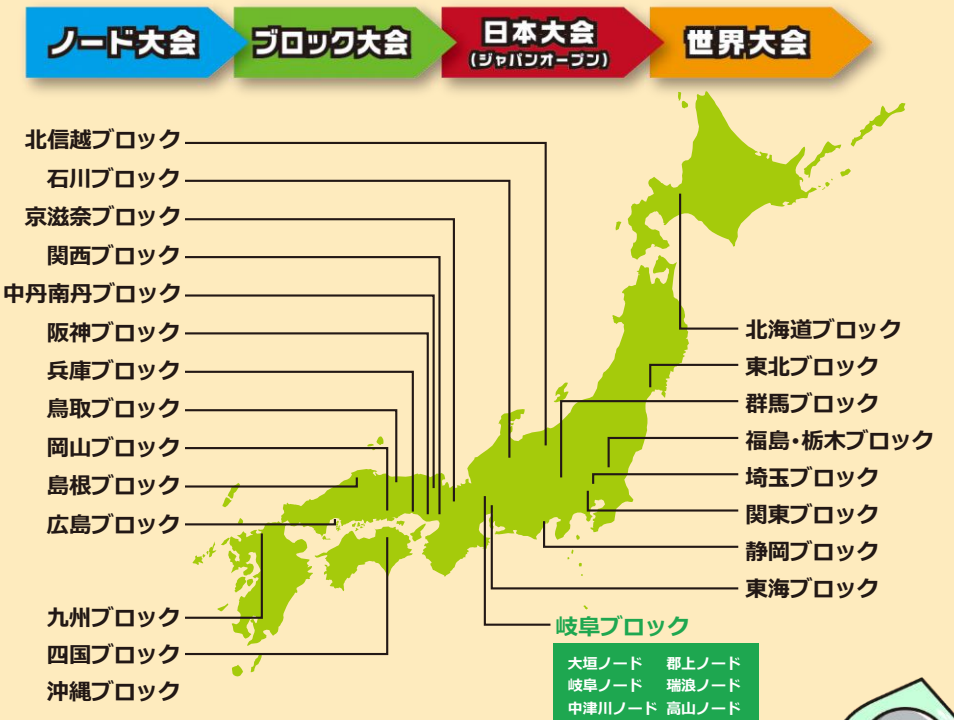 ノード大会
ブロック大会
日本大会
(ジャパンオープン)
世界大会
北信越ブロック
石川ブロック
京滋奈ブロック
関西ブロック
中丹南丹ブロック
阪神ブロック
兵庫ブロック
鳥取ブロック
岡山ブロック
島根ブロック
広島ブロック
九州ブロック
四国ブロック
沖縄ブロック
北海道ブロック
東北ブロック
群馬ブロック
福島・栃木ブロック
埼玉ブロック
関東ブロック
静岡ブロック
東海ブロック
岐阜ブロック
大垣ノード 郡上ノード
岐阜ノード 瑞浪ノード
中津川ノード 高山ノード